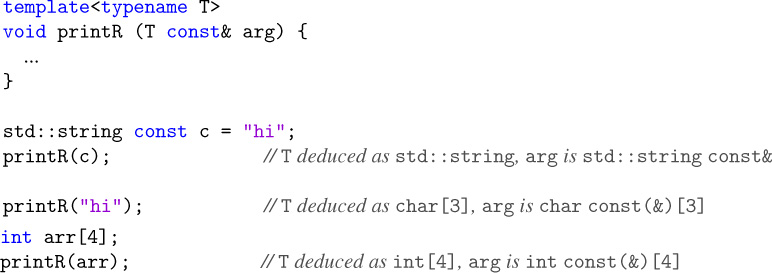 template<typename T>
void printR (T const& arg) {
...
}
std::string const c = "hi";
printR(c); // T deduced as std::string, arg is std::string const&
printR("hi"); // T deduced as char[3], arg is char const(&)[3]
int arr[4];
printR(arr); // T deduced as int[4], arg is int const(&)[4]